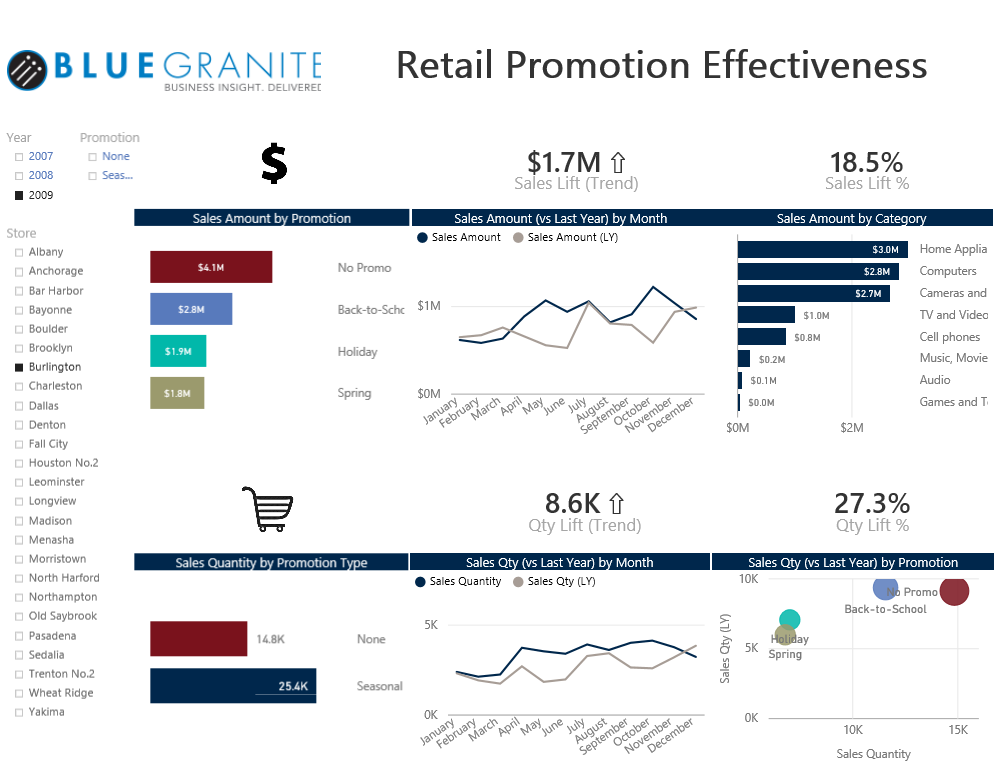 BLUEGRANITE
BUSINESS INSIGHT. DELIVERED
Retail Promotion Effectiveness
Year
2007
2008
2009
Promotion
None
Seas...
Store
Albany
Anchorage
Bar Harbor
Bayonne
Boulder
Brooklyn
Burlington
Charleston
Dallas
Denton
Fall City
Houston No.2
Leominster
Longview
Madison
Menasha
Morristown
North Harford
Northampton
Old Saybrook
Pasadena
Sedalia
Trenton No.2
Wheat Ridge
Yakima
$
$1.7M
Sales Lift (Trend)
18.5%
Sales Lift %
Sales Amount by Promotion
$4.1M No Promo
$2.8M Back-to-Schc
$1.9M Holiday
$1.8M Spring
Sales Amount (vs Last Year) by Month
Sales Amount Sales Amount (LY)
$1M
$0M
January
February
March
April
May
June
July
August
September
October
November
December
Sales Amount by Category
$3.0M Home Applia
$2.8M Computers
$2.7M Cameras and
$1.0M TV and Video
$0.8M Cell phones
$0.2M Music, Movie
$0.1M Audio
$0.0M Games and T
$0M $2M
8.6K
Qty Lift (Trend)
27.3%
Qty Lift %
Sales Quantity by Promotion Type
14.8K None
25.4K Seasonal
Sales Qty (vs Last Year) by Month
Sales Quantity Sales Qty (LY)
5K
0K
January
February
March
April
May
June
July
August
September
October
November
December
Sales Qty (vs Last Year) by Promotion
Sales Qty (LY)
10K
5K
0K
No Promo
Back-to-School
Holiday
Spring
10K 15K
Sales Quantity